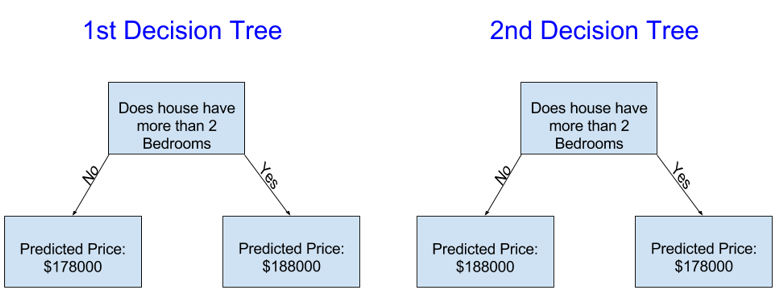 1st Decision Tree
Does house have
more than 2
Bedrooms
No
Yes
Predicted Price:
$178000
Predicted Price:
$188000
2nd Decision Tree
Does house have
more than 2
Bedrooms
No
Yes
Predicted Price:
$188000
Predicted Price:
$178000